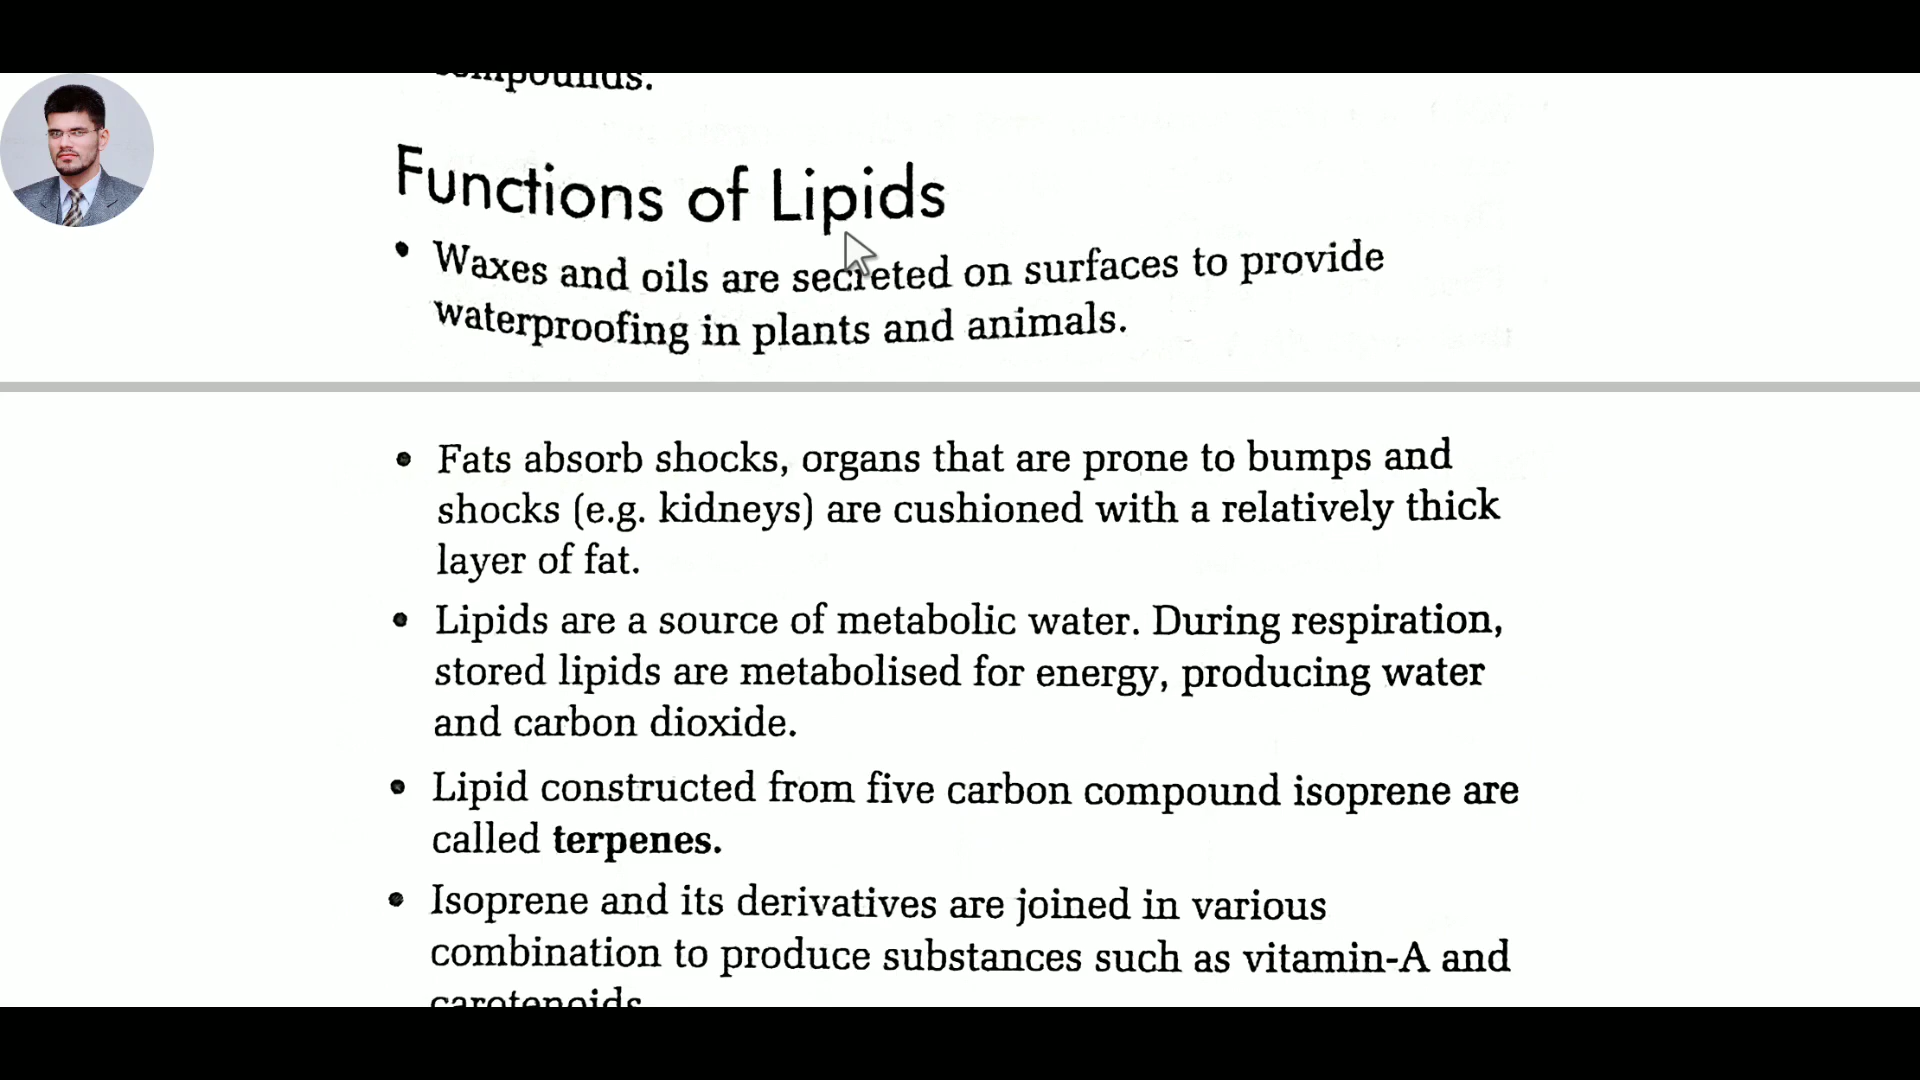 compounds.
Functions of Lipids
• Waxes and oils are secreted on surfaces to provide
waterproofing in plants and animals.
• Fats absorb shocks, organs that are prone to bumps and
shocks (e.g. kidneys) are cushioned with a relatively thick
layer of fat.
• Lipids are a source of metabolic water. During respiration,
stored lipids are metabolised for energy, producing water
and carbon dioxide.
• Lipid constructed from five carbon compound isoprene are
called terpenes.
• Isoprene and its derivatives are joined in various
combination to produce substances such as vitamin-A and
carotenoids.